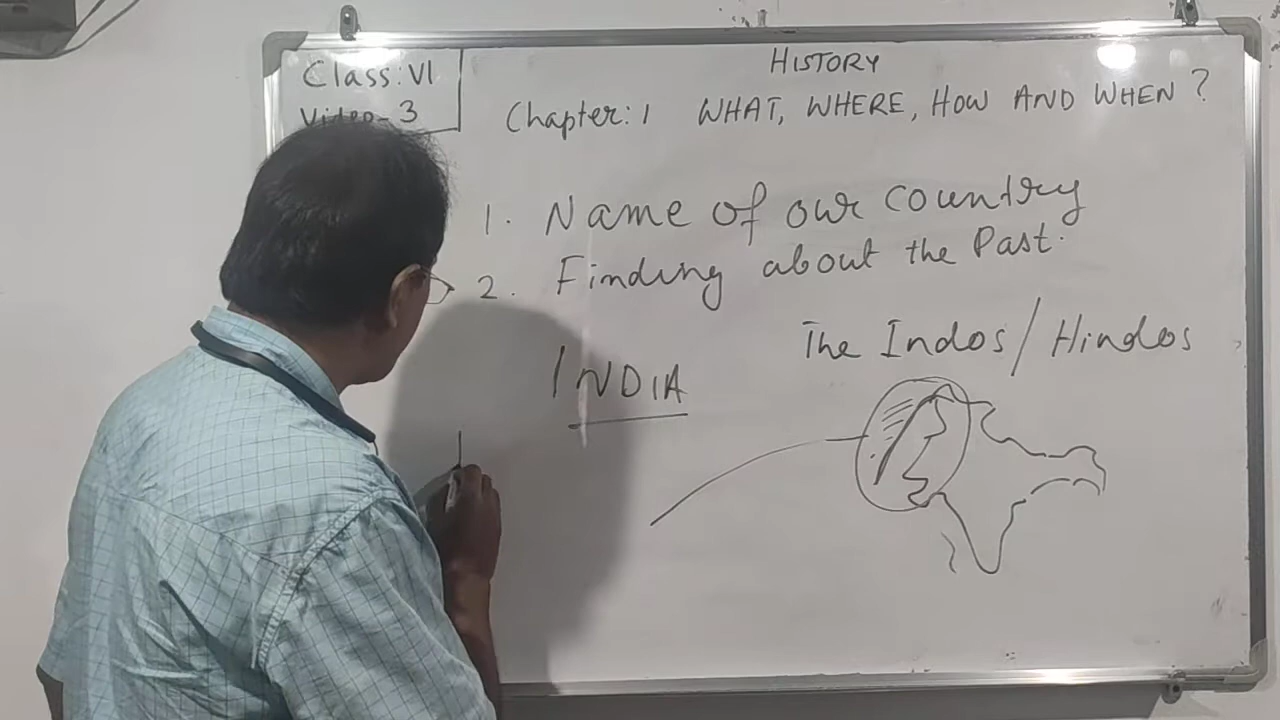 Class: VI
Video-3
HISTORY
Chapter: 1 WHAT, WHERE, HOW AND WHEN?
1. Name of our country
2. Finding about the Past.
The Indos/Hindos
INDIA